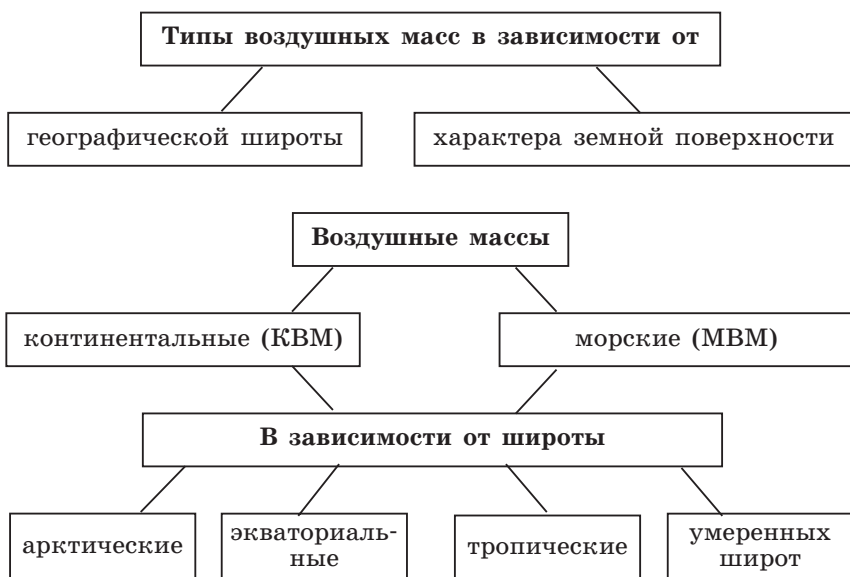 Типы воздушных масс в зависимости от
географической широты
характера земной поверхности
Воздушные массы
континентальные (КВМ)
морские (МВМ)
В зависимости от широты
арктические
экваториаль-
ные
тропические
умеренных
широт